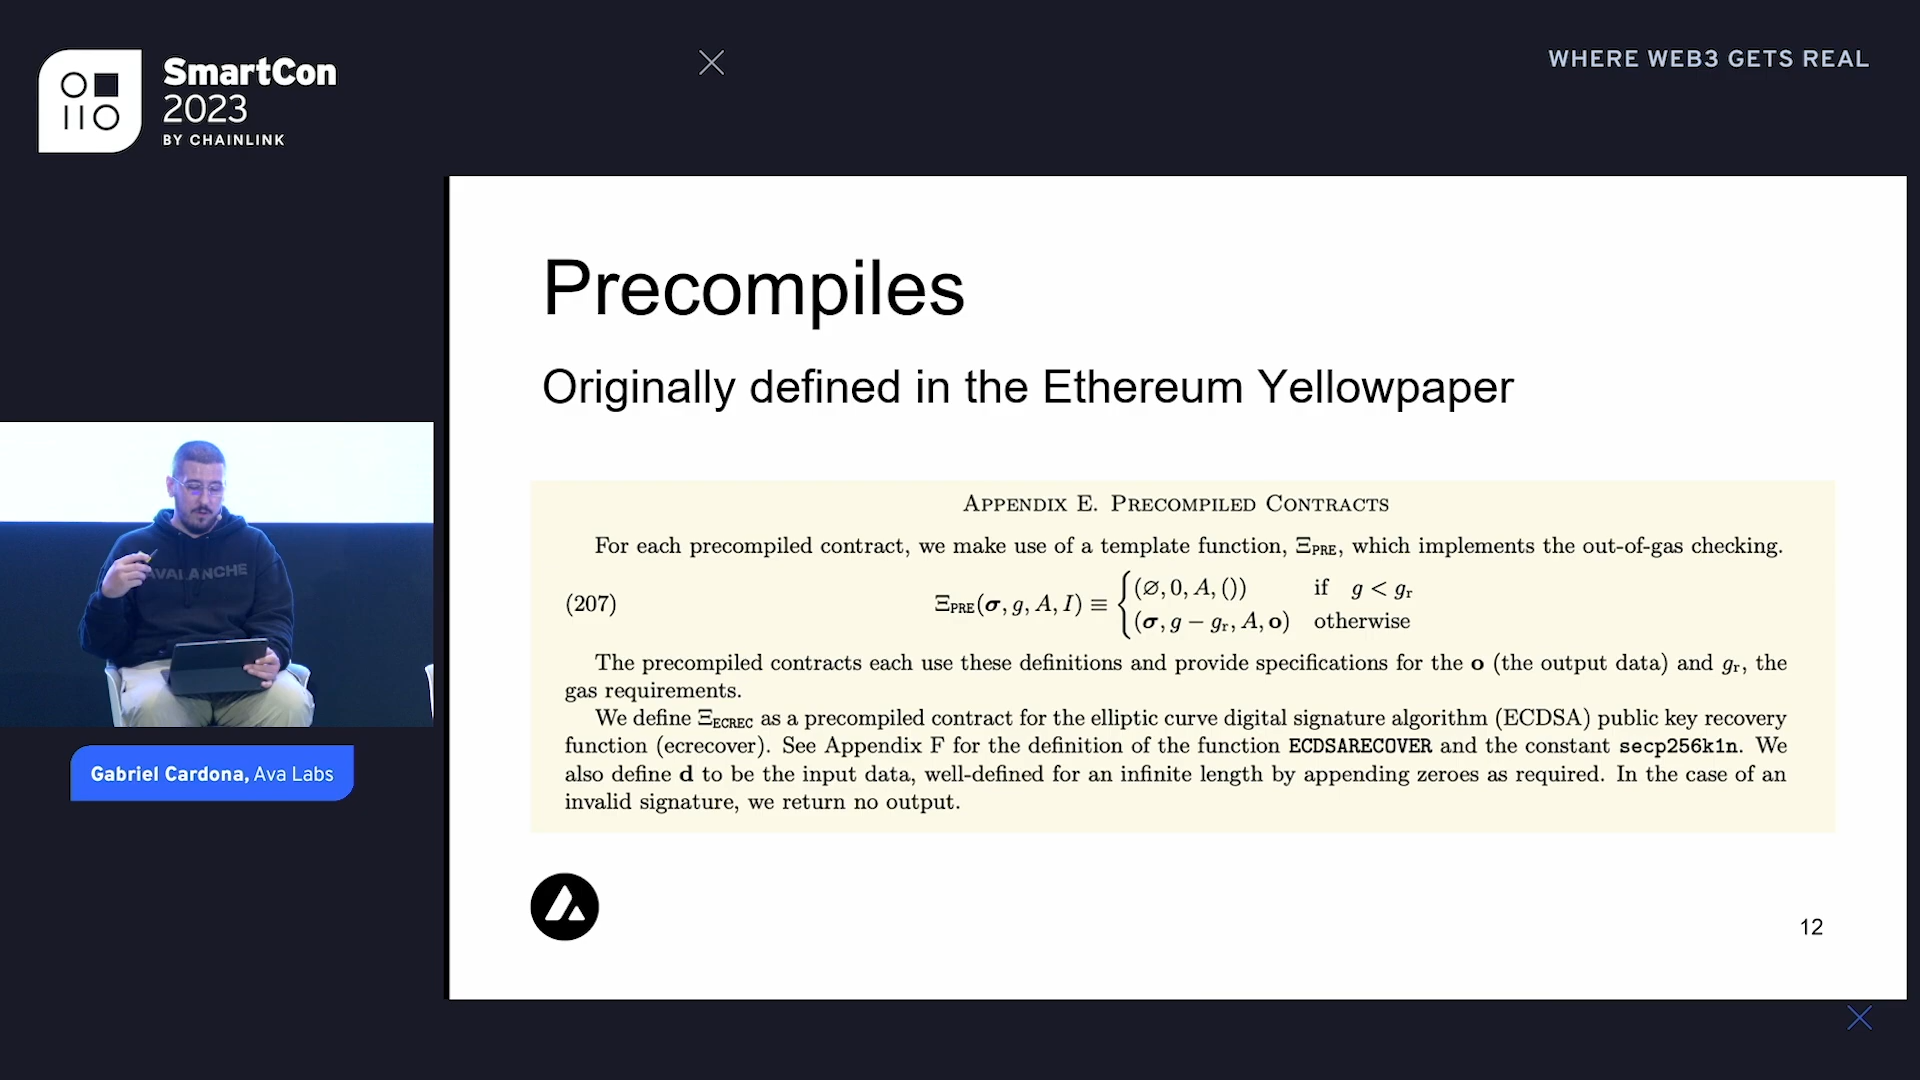 SmartCon
2023
BY CHAINLINK
WHERE WEB3 GETS REAL
Precompiles
Originally defined in the Ethereum Yellowpaper
APPENDIX E. PRECOMPILED CONTRACTS
For each precompiled contract, we make use of a template function, Ξ_PRE, which implements the out-of-gas checking.
(207) Ξ_PRE(σ, g, A, I) ≡ { (∅, 0, A, ()) if g < g_r
(σ, g − g_r, A, o) otherwise
The precompiled contracts each use these definitions and provide specifications for the o (the output data) and g_r, the
gas requirements.
We define Ξ_ECREC as a precompiled contract for the elliptic curve digital signature algorithm (ECDSA) public key recovery
function (ecrecover). See Appendix F for the definition of the function ECDSARECOVER and the constant secp256k1n. We
also define d to be the input data, well-defined for an infinite length by appending zeroes as required. In the case of an
invalid signature, we return no output.
12
AVALANCHE
Gabriel Cardona, Ava Labs